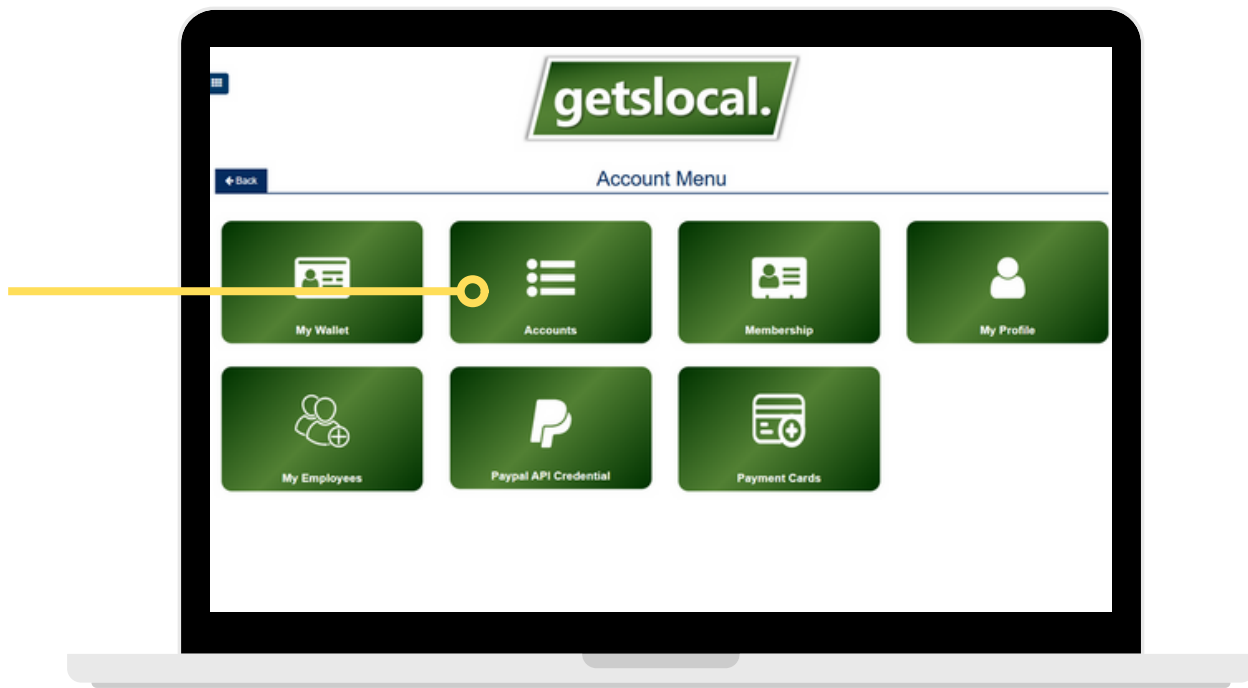 getslocal.
Back
Account Menu
My Wallet
Accounts
Membership
My Profile
My Employees
Paypal API Credential
Payment Cards